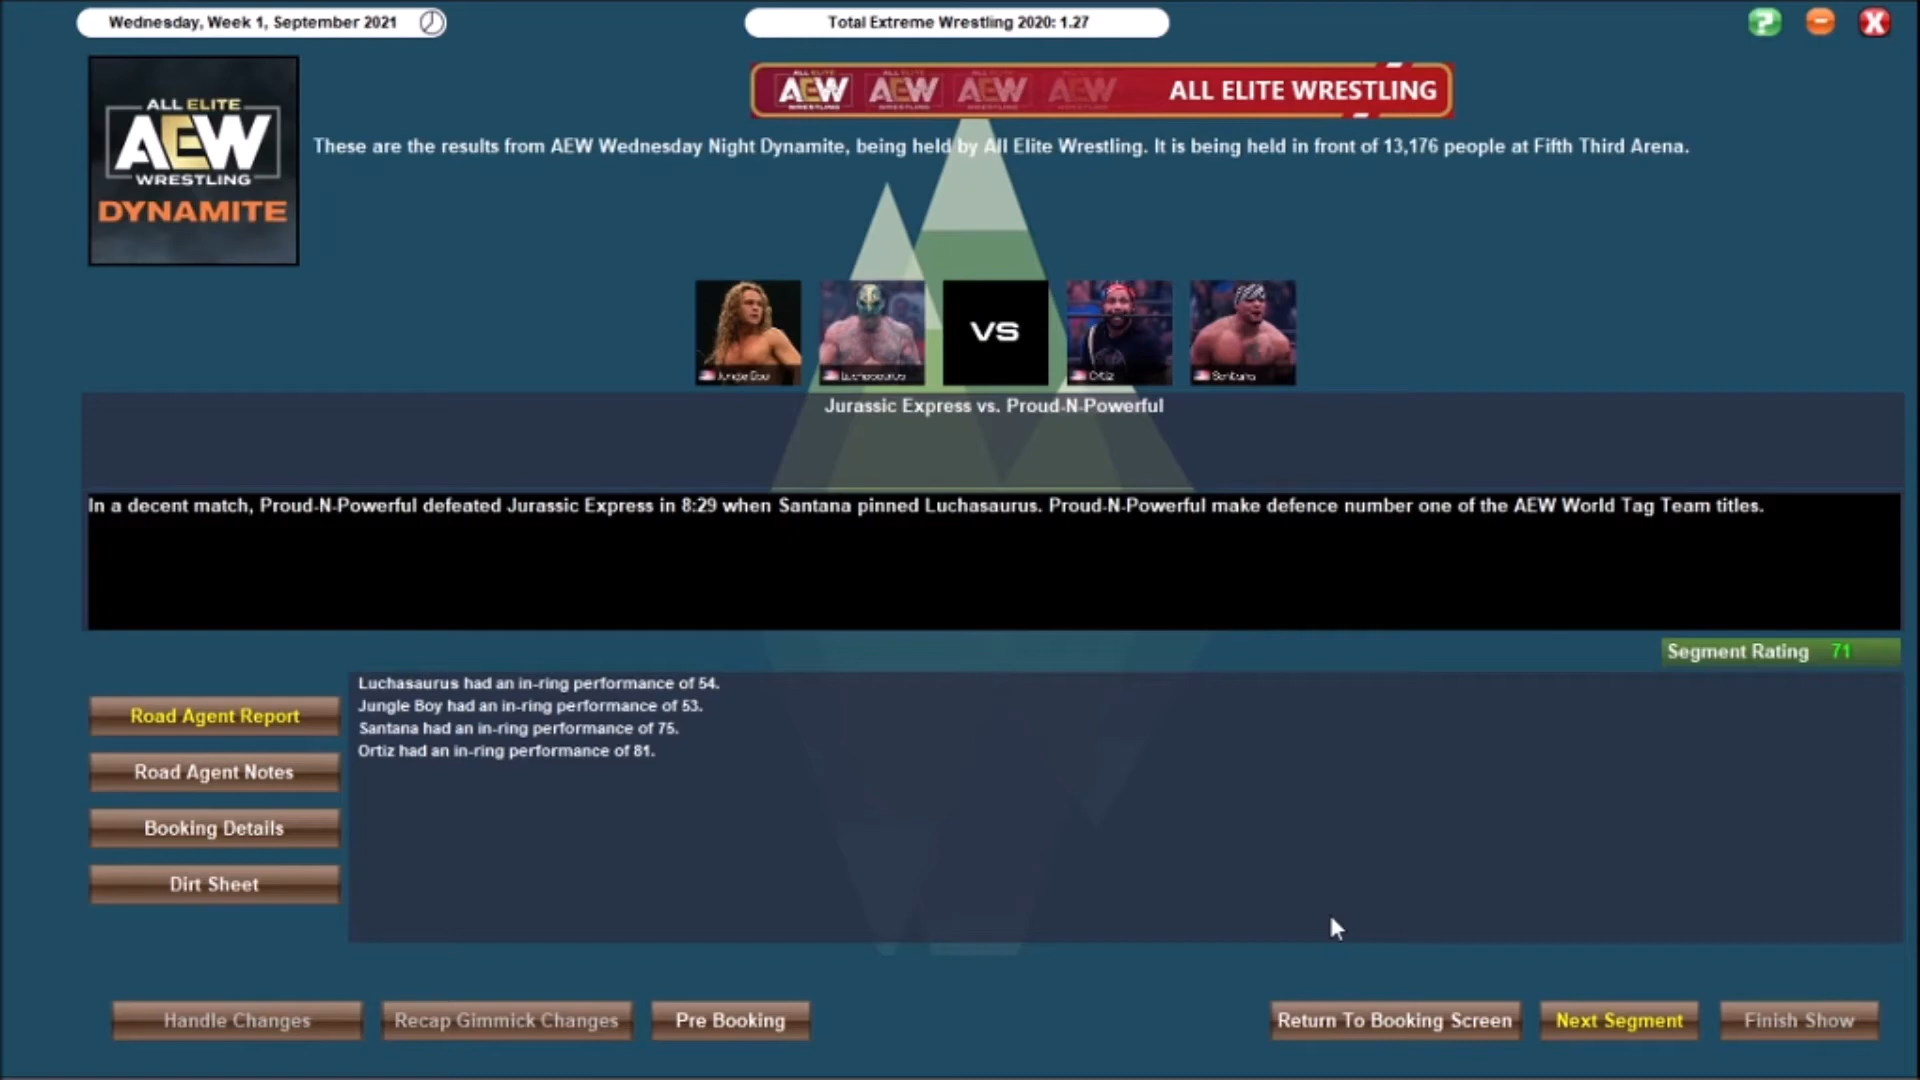 Wednesday, Week 1, September 2021
Total Extreme Wrestling 2020: 1.27
ALL ELITE
AEW
WRESTLING
DYNAMITE
AEW AEW AEW AEW ALL ELITE WRESTLING
These are the results from AEW Wednesday Night Dynamite, being held by All Elite Wrestling. It is being held in front of 13,176 people at Fifth Third Arena.
VS
Jungle Boy
Luchasaurus
Ortiz
Santana
Jurassic Express vs. Proud-N-Powerful
In a decent match, Proud-N-Powerful defeated Jurassic Express in 8:29 when Santana pinned Luchasaurus. Proud-N-Powerful make defence number one of the AEW World Tag Team titles.
Segment Rating 71
Road Agent Report
Road Agent Notes
Booking Details
Dirt Sheet
Luchasaurus had an in-ring performance of 54.
Jungle Boy had an in-ring performance of 53.
Santana had an in-ring performance of 75.
Ortiz had an in-ring performance of 81.
Handle Changes
Recap Gimmick Changes
Pre Booking
Return To Booking Screen
Next Segment
Finish Show